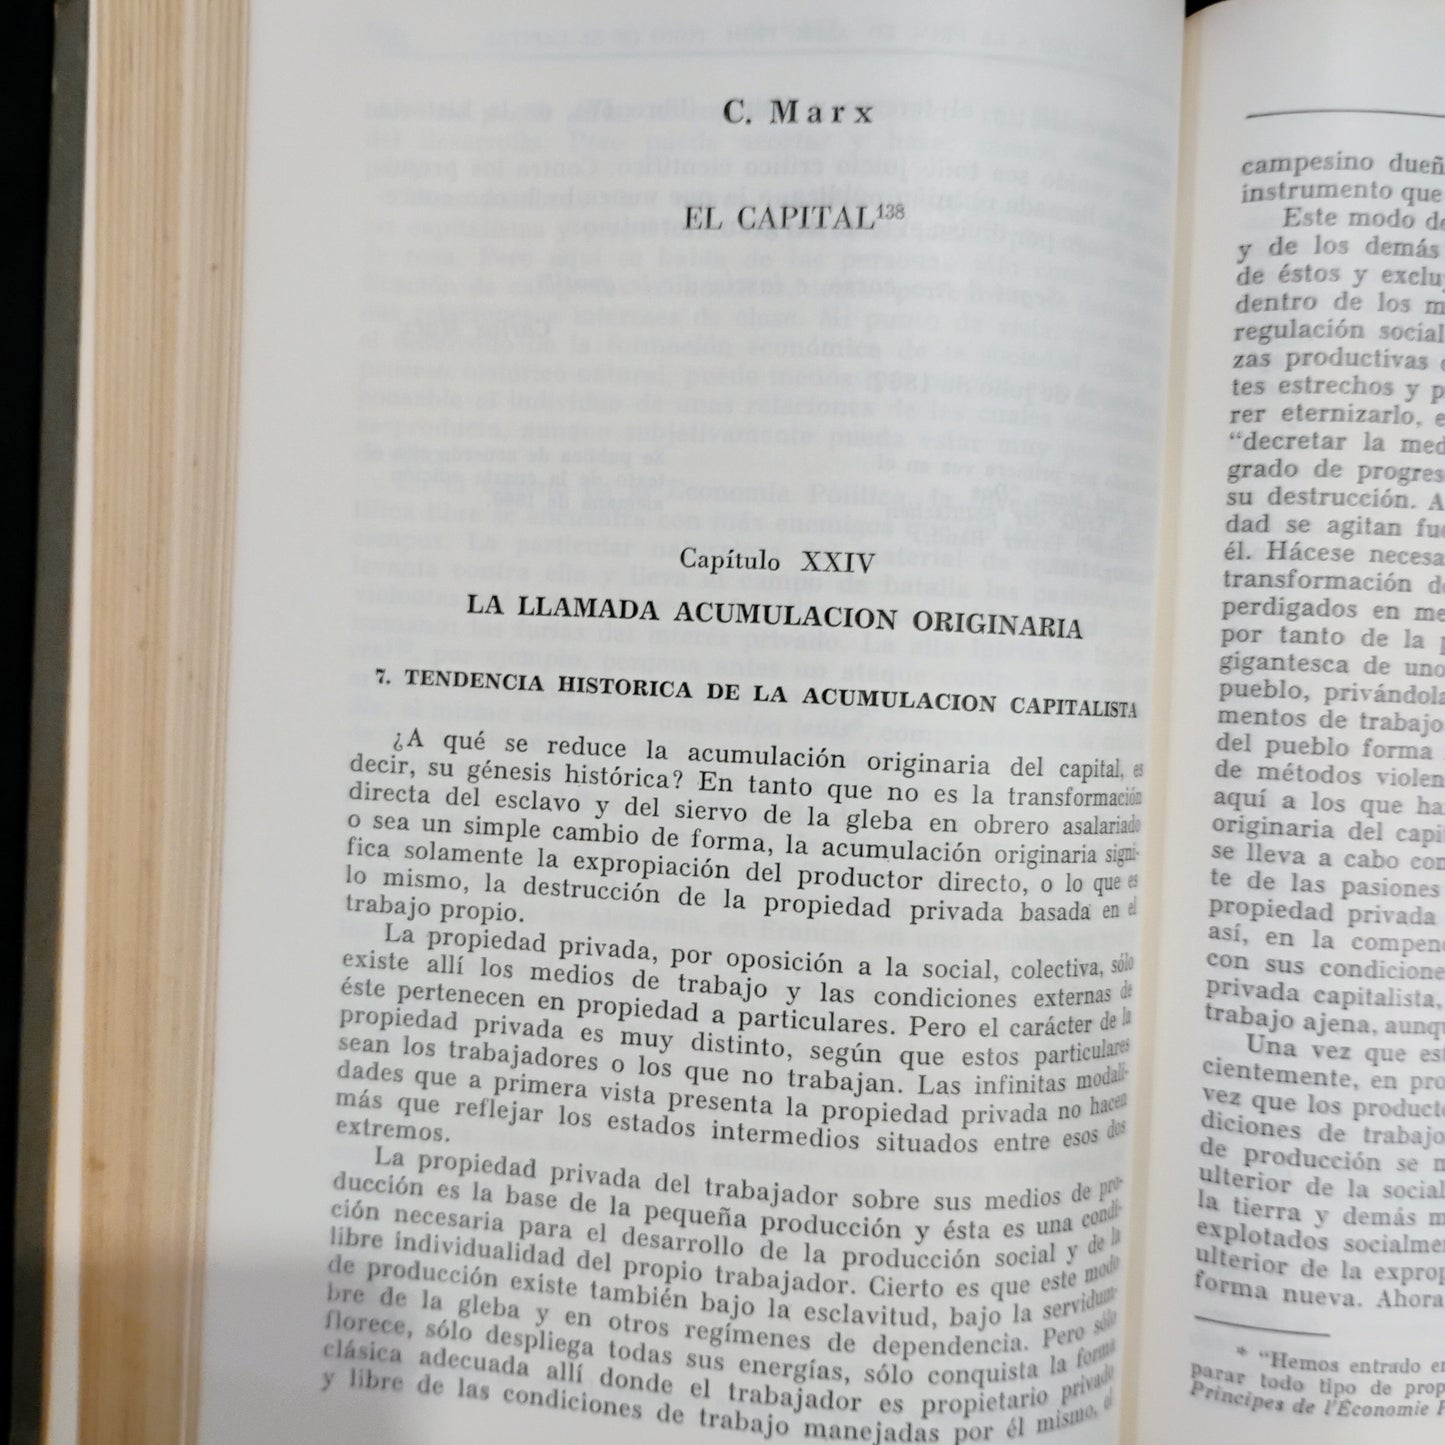 C. Marx
EL CAPITAL138
Capítulo XXIV
LA LLAMADA ACUMULACION ORIGINARIA
7. TENDENCIA HISTORICA DE LA ACUMULACION CAPITALISTA
¿A qué se reduce la acumulación originaria del capital, es
decir, su génesis histórica? En tanto que no es la transformación
directa del esclavo y del siervo de la gleba en obrero asalariado
o sea un simple cambio de forma, la acumulación originaria signi-
fica solamente la expropiación del productor directo, o lo que es
lo mismo, la destrucción de la propiedad privada basada en el
trabajo propio.
La propiedad privada, por oposición a la social, colectiva, sólo
existe allí los medios de trabajo y las condiciones externas de
éste pertenecen en propiedad a particulares. Pero el carácter de la
propiedad privada es muy distinto, según que estos particulares
sean los trabajadores o los que no trabajan. Las infinitas modali-
dades que a primera vista presenta la propiedad privada no hacen
más que reflejar los estados intermedios situados entre esos dos
extremos.
La propiedad privada del trabajador sobre sus medios de pro-
ducción es la base de la pequeña producción y ésta es una condi-
ción necesaria para el desarrollo de la producción social y de la
libre individualidad del propio trabajador. Cierto es que este modo
de producción existe también bajo la esclavitud, bajo la servidum-
bre de la gleba y en otros regímenes de dependencia. Pero sólo
florece, sólo despliega todas sus energías, sólo conquista la forma
clásica adecuada allí donde el trabajador es propietario privado
y libre de las condiciones de trabajo manejadas por él mismo, el
campesino dueñ
instrumento que
Este modo de
y de los demás
de éstos y excluy
dentro de los m
regulación social
zas productivas
tes estrechos y p
rer eternizarlo, e
“decretar la med
grado de progres
su destrucción. A
dad se agitan fue
él. Hácese necesa
transformación de
perdigados en me
por tanto de la p
gigantesca de uno
pueblo, privándola
mentos de trabajo
del pueblo forma
de métodos violen
aquí a los que ha
originaria del capi
se lleva a cabo con
te de las pasiones
propiedad privada
así, en la compene
con sus condicione
privada capitalista,
trabajo ajena, aunq
Una vez que est
cientemente, en pro
vez que los producto
diciones de trabajo
de producción se m
ulterior de la social
la tierra y demás m
explotados socialmen
ulterior de la exprop
forma nueva. Ahora
* “Hemos entrado en
parar todo tipo de prop
Principes de l'Économie P